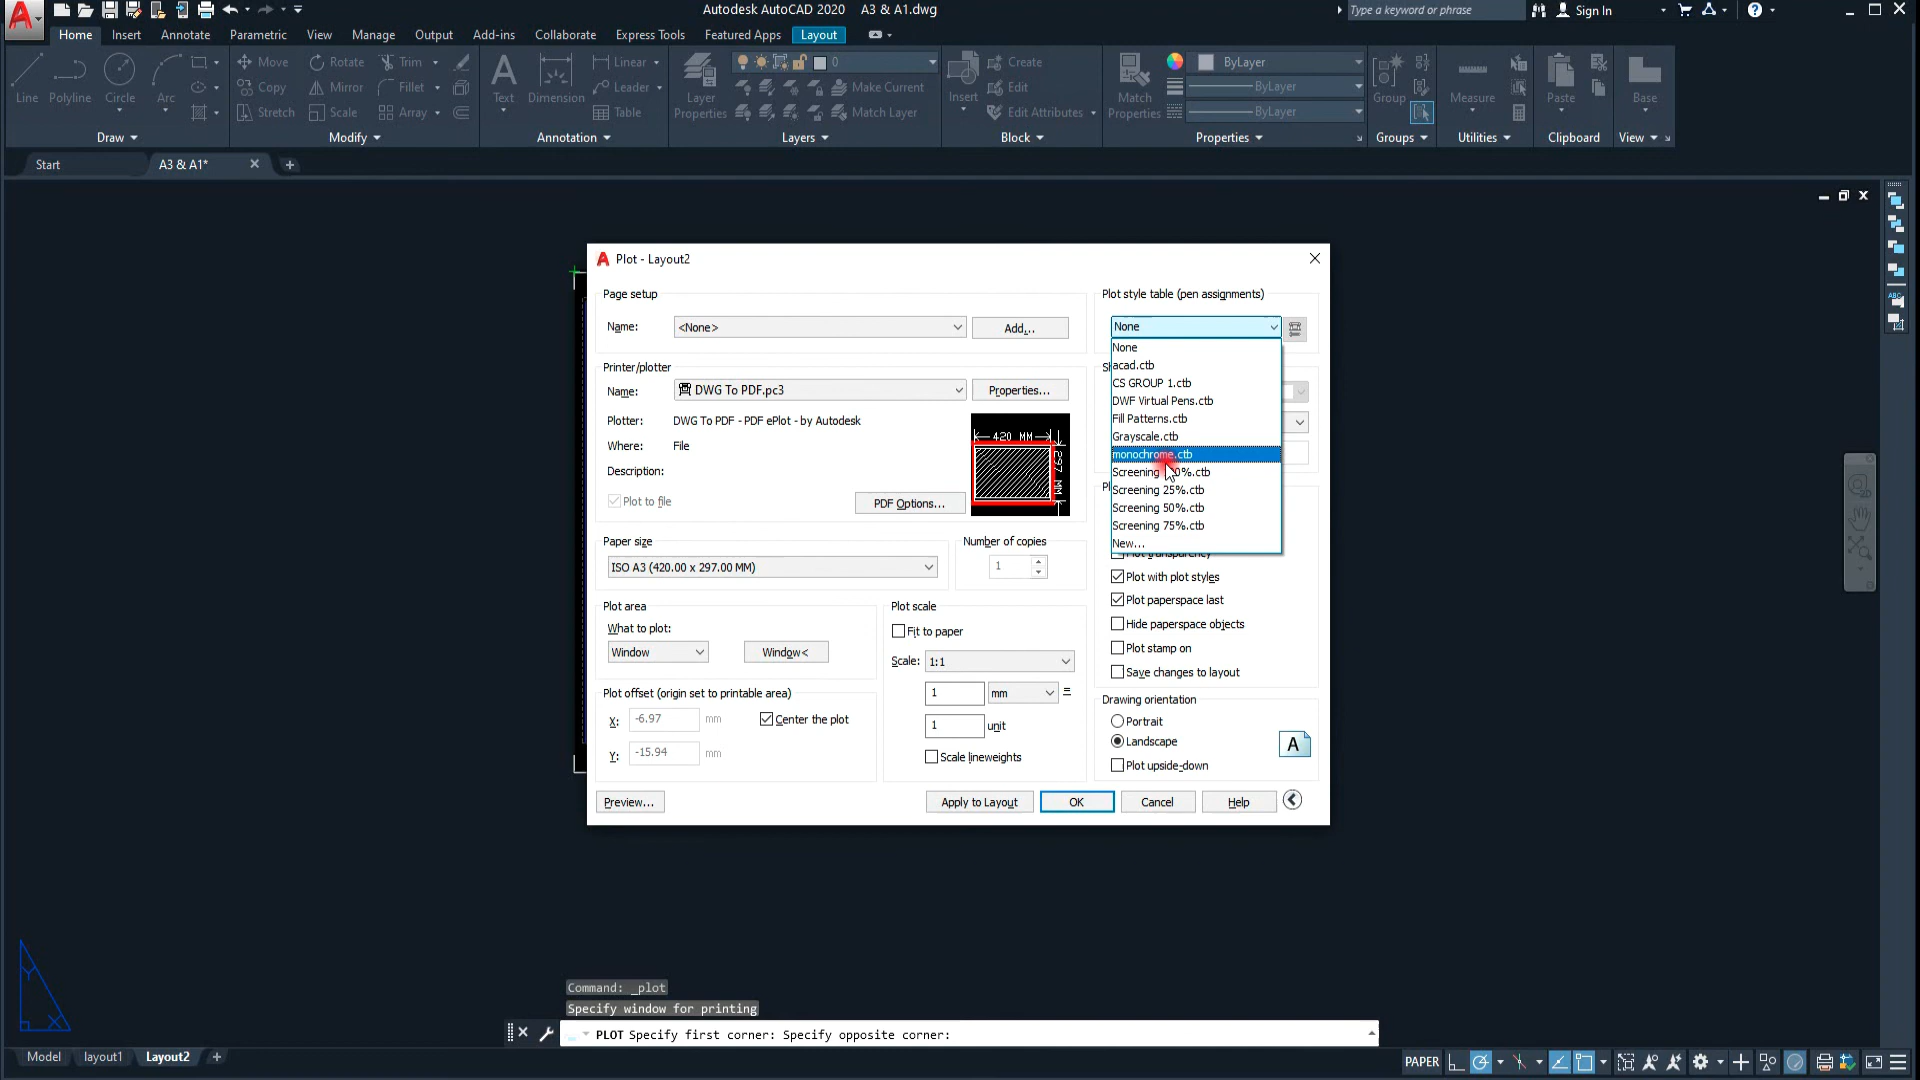 Autodesk AutoCAD 2020 A3 & A1.dwg
Type a keyword or phrase
Sign In
Home Insert Annotate Parametric View Manage Output Add-ins Collaborate Express Tools Featured Apps Layout
Line
Polyline
Circle
Arc
Draw
Move
Rotate
Trim
Copy
Mirror
Fillet
Stretch
Scale
Array
Modify
Text
Dimension
Linear
Leader
Table
Annotation
Layer Properties
0
Make Current
Match Layer
Layers
Insert
Create
Edit
Edit Attributes
Block
Match Properties
ByLayer
ByLayer
ByLayer
Properties
Group
Groups
Measure
Utilities
Paste
Clipboard
Base
View
Start
A3 & A1*
Plot - Layout2
Page setup
Name:
<None>
Add...
Printer/plotter
Name:
DWG To PDF.pc3
Properties...
Plotter:
DWG To PDF - PDF ePlot - by Autodesk
Where:
File
Description:
Plot to file
PDF Options...
420 MM
297 MM
Paper size
ISO A3 (420.00 x 297.00 MM)
Number of copies
1
Plot area
What to plot:
Window
Window<
Plot offset (origin set to printable area)
X:
-6.97
mm
Center the plot
Y:
-15.94
mm
Plot scale
Fit to paper
Scale:
1:1
1
mm
=
1
unit
Scale lineweights
Plot style table (pen assignments)
None
None
acad.ctb
CS GROUP 1.ctb
DWF Virtual Pens.ctb
Fill Patterns.ctb
Grayscale.ctb
monochrome.ctb
Screening 0%.ctb
Screening 25%.ctb
Screening 50%.ctb
Screening 75%.ctb
New...
Plot transparency
Plot with plot styles
Plot paperspace last
Hide paperspace objects
Plot stamp on
Save changes to layout
Drawing orientation
Portrait
Landscape
Plot upside-down
A
Preview...
Apply to Layout
OK
Cancel
Help
Y
X
Command: _plot
Specify window for printing
PLOT Specify first corner: Specify opposite corner:
Model
layout1
Layout2
PAPER